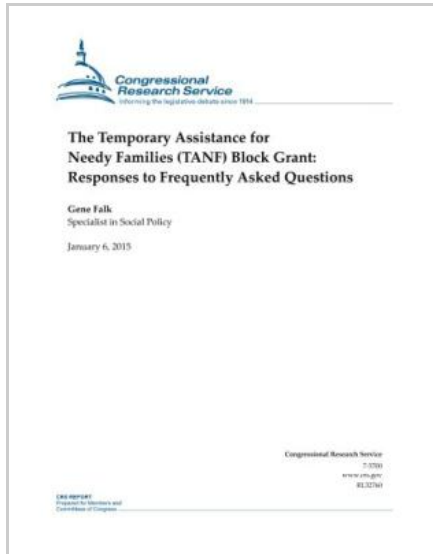 Congressional
Research Service
Informing the legislative debate since 1914
The Temporary Assistance for
Needy Families (TANF) Block Grant:
Responses to Frequently Asked Questions
Gene Falk
Specialist in Social Policy
January 6, 2015
Congressional Research Service
7-5700
www.crs.gov
RL32760
CRS REPORT
Prepared for Members and
Committees of Congress